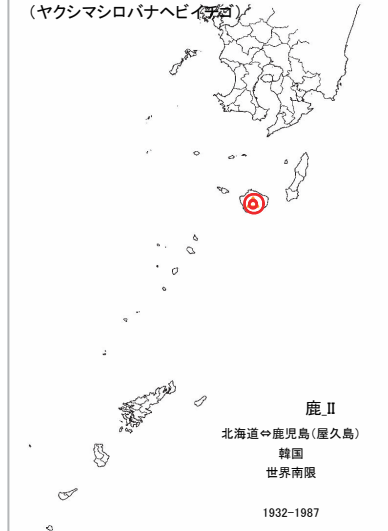 (ヤクシマシロバナヘビイチゴ)
鹿_II
北海道⇔鹿児島(屋久島)
韓国
世界南限
1932-1987